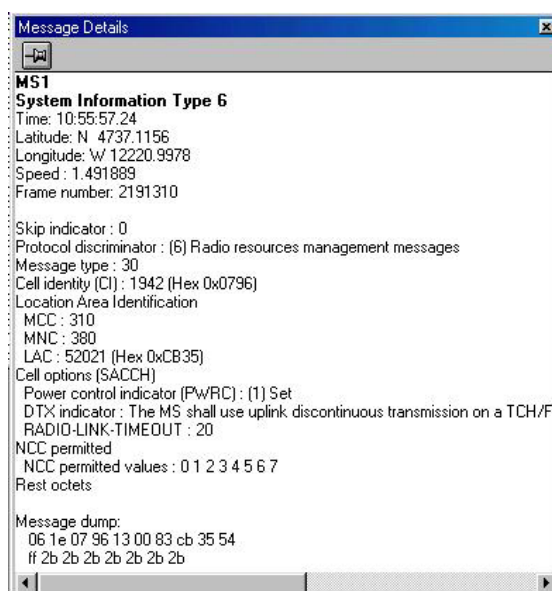 Message Details
MS1
System Information Type 6
Time: 10:55:57.24
Latitude: N 4737.1156
Longitude: W 12220.9978
Speed : 1.491889
Frame number: 2191310
Skip indicator : 0
Protocol discriminator : (6) Radio resources management messages
Message type : 30
Cell identity (CI) : 1942 (Hex 0x0796)
Location Area Identification
MCC : 310
MNC : 380
LAC : 52021 (Hex 0xCB35)
Cell options (SACCH)
Power control indicator (PWRC) : (1) Set
DTX indicator : The MS shall use uplink discontinuous transmission on a TCH/F
RADIO-LINK-TIMEOUT : 20
NCC permitted
NCC permitted values : 0 1 2 3 4 5 6 7
Rest octets
Message dump:
06 1e 07 96 13 00 83 cb 35 54
ff 2b 2b 2b 2b 2b 2b 2b